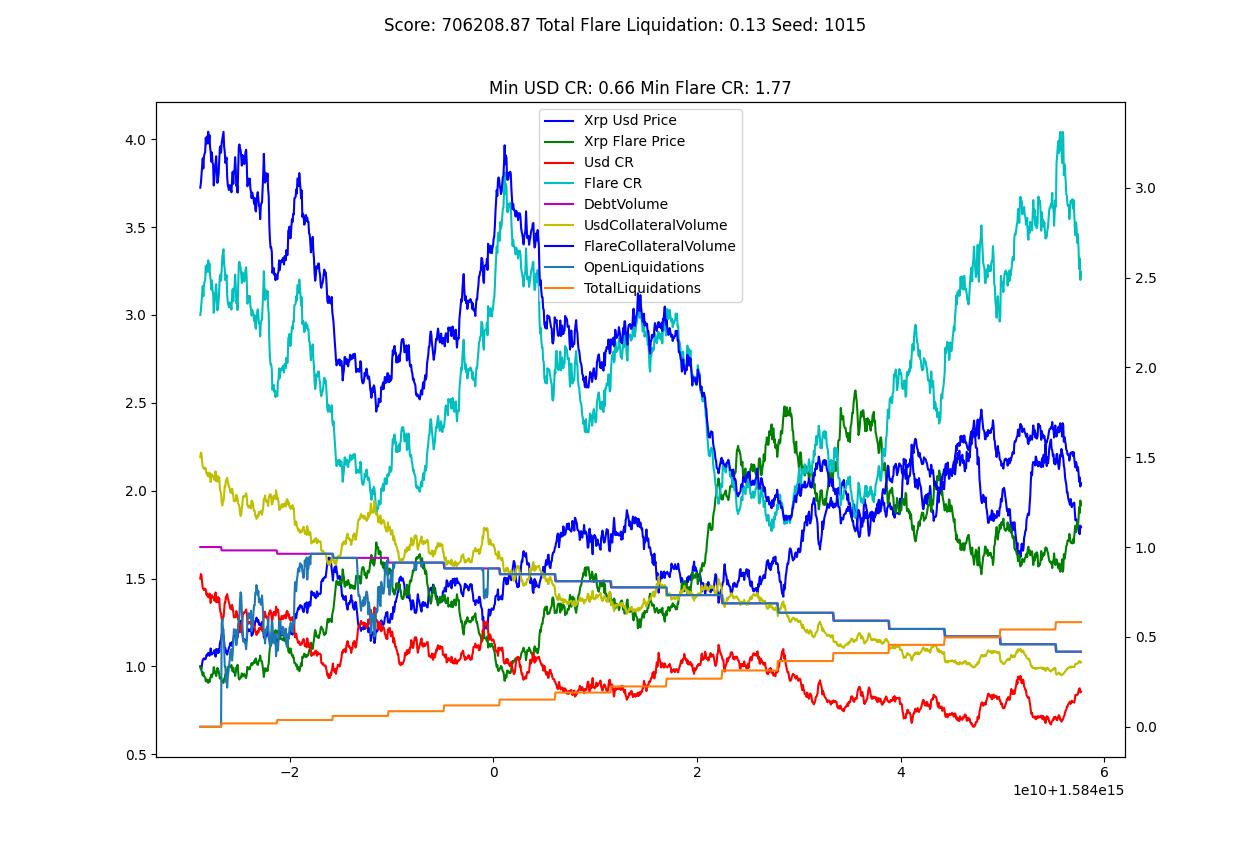 Score: 706208.87 Total Flare Liquidation: 0.13 Seed: 1015
Min USD CR: 0.66 Min Flare CR: 1.77
Xrp Usd Price
Xrp Flare Price
Usd CR
Flare CR
DebtVolume
UsdCollateralVolume
FlareCollateralVolume
OpenLiquidations
TotalLiquidations
4.0
3.5
3.0
2.5
2.0
1.5
1.0
0.5
3.0
2.5
2.0
1.5
1.0
0.5
0.0
−2 0 2 4 6
1e10+1.584e15